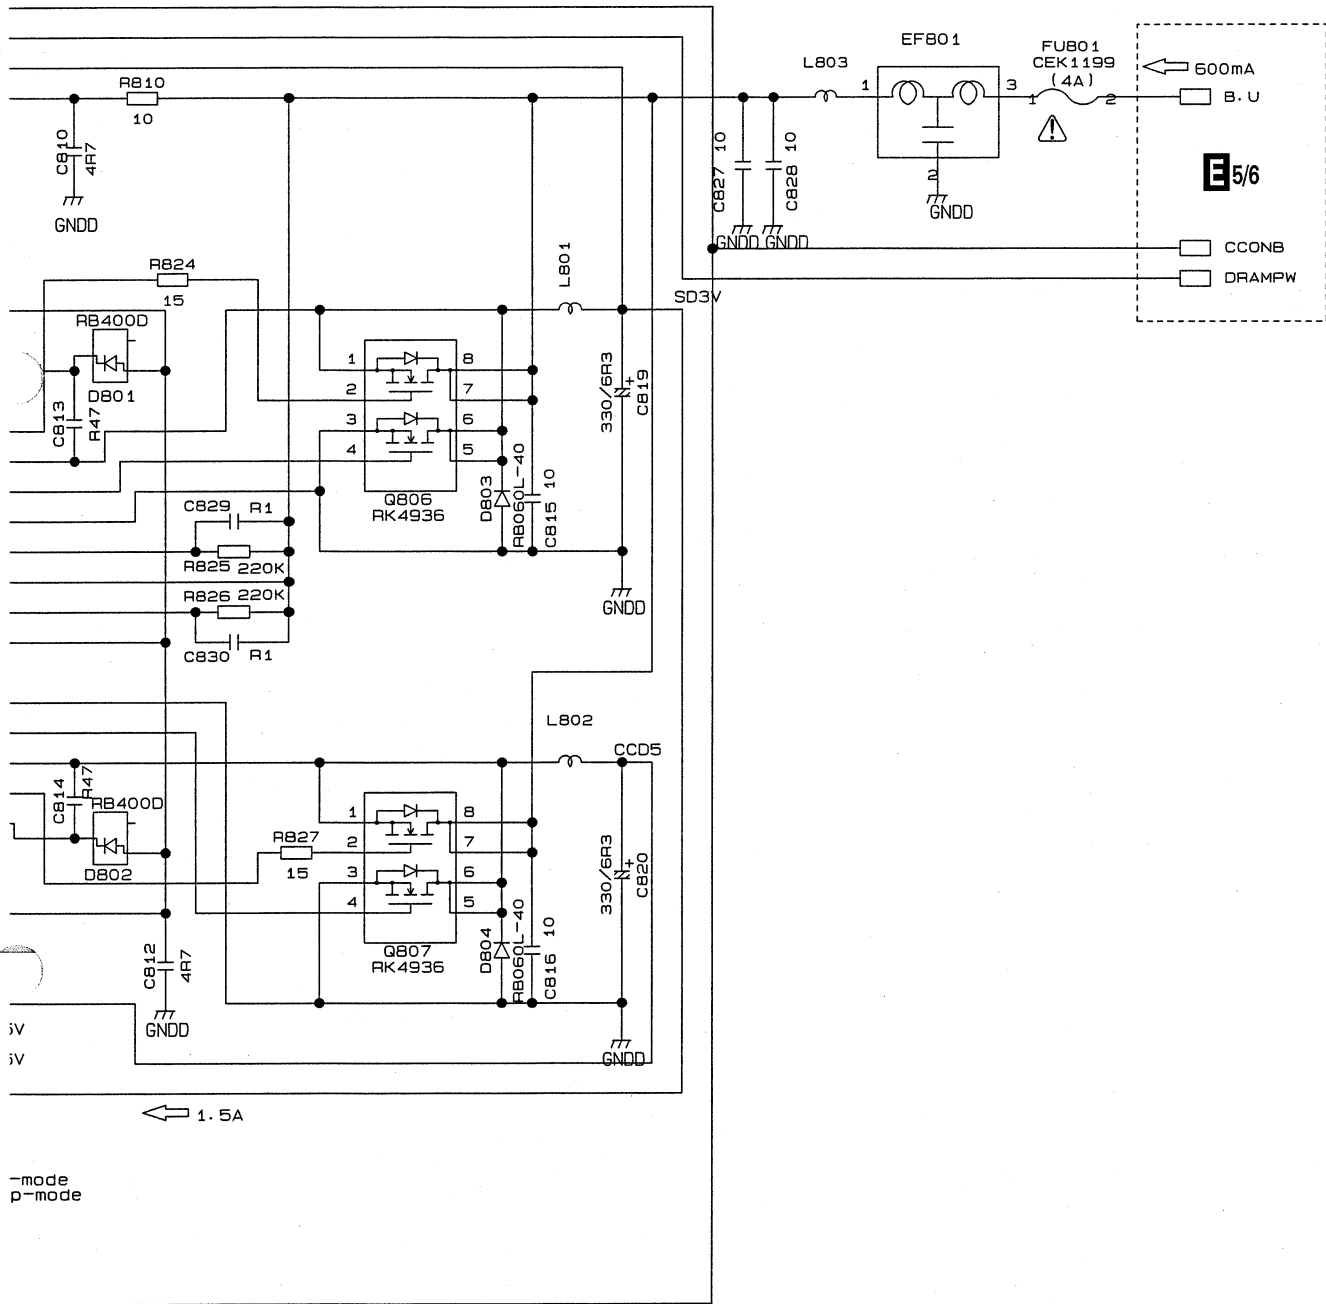 EF801
FU801
CEK1199
(4A)
L803
600mA
R810
1
3
1
2
B.U
10
C810
4R7
C827
10
C828
10
2
E 5/6
GNDD
GNDD
GNDD
GNDD
CCONB
R824
L801
DRAMPW
15
SD3V
RB400D
1
8
2
7
D801
330/6R3
+
C819
C813
R47
3
6
4
5
Q806
RK4936
D803
RB060L-40
C815
10
C829
R1
R825
220K
R826
220K
GNDD
C830
R1
L802
CCD5
C814
R47
RB400D
1
8
R827
2
7
15
D802
3
6
330/6R3
+
C820
4
5
C812
4R7
Q807
RK4936
D804
RB060L-40
C816
10
GNDD
5V
GNDD
5V
1.5A
-mode
p-mode